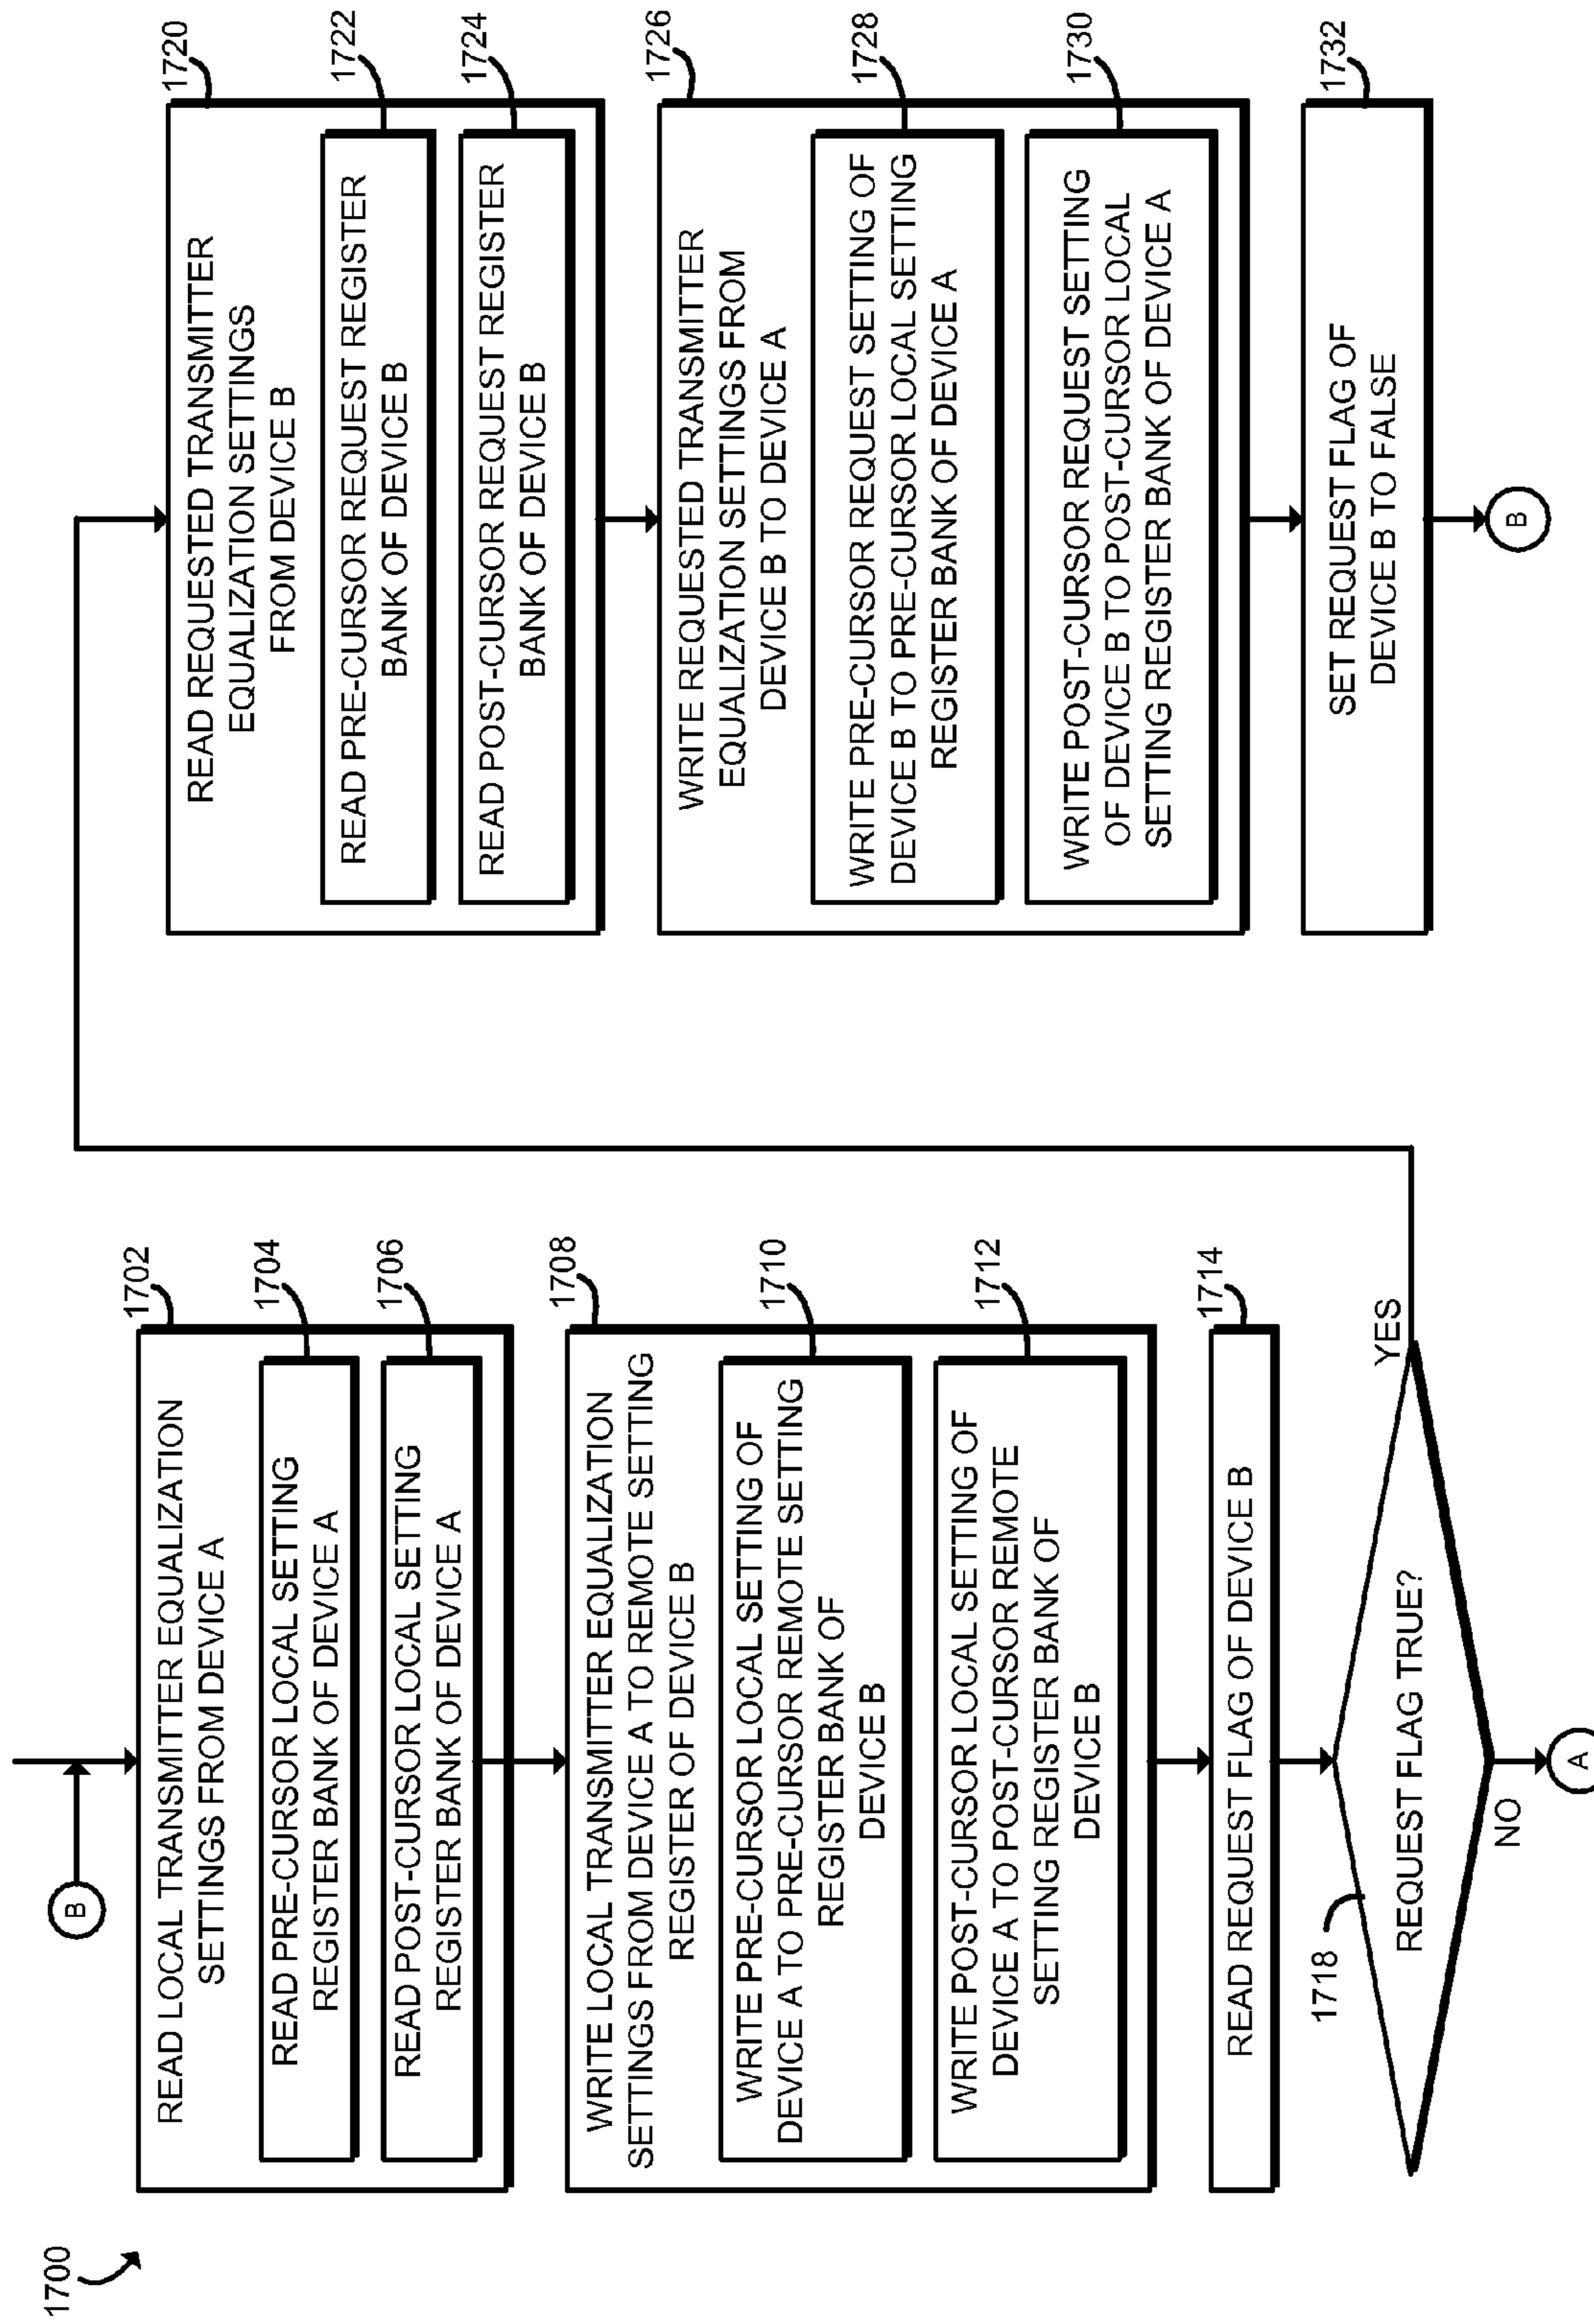 1700
B
1702
READ LOCAL TRANSMITTER EQUALIZATION
SETTINGS FROM DEVICE A
1704
READ PRE-CURSOR LOCAL SETTING
REGISTER BANK OF DEVICE A
1706
READ POST-CURSOR LOCAL SETTING
REGISTER BANK OF DEVICE A
1708
WRITE LOCAL TRANSMITTER EQUALIZATION
SETTINGS FROM DEVICE A TO REMOTE SETTING
REGISTER OF DEVICE B
1710
WRITE PRE-CURSOR LOCAL SETTING OF
DEVICE A TO PRE-CURSOR REMOTE SETTING
REGISTER BANK OF
DEVICE B
1712
WRITE POST-CURSOR LOCAL SETTING OF
DEVICE A TO POST-CURSOR REMOTE
SETTING REGISTER BANK OF
DEVICE B
1714
READ REQUEST FLAG OF DEVICE B
1718
REQUEST FLAG TRUE?
YES
NO
A
1720
READ REQUESTED TRANSMITTER
EQUALIZATION SETTINGS
FROM DEVICE B
1722
READ PRE-CURSOR REQUEST REGISTER
BANK OF DEVICE B
1724
READ POST-CURSOR REQUEST REGISTER
BANK OF DEVICE B
1726
WRITE REQUESTED TRANSMITTER
EQUALIZATION SETTINGS FROM
DEVICE B TO DEVICE A
1728
WRITE PRE-CURSOR REQUEST SETTING OF
DEVICE B TO PRE-CURSOR LOCAL SETTING
REGISTER BANK OF DEVICE A
1730
WRITE POST-CURSOR REQUEST SETTING
OF DEVICE B TO POST-CURSOR LOCAL
SETTING REGISTER BANK OF DEVICE A
1732
SET REQUEST FLAG OF
DEVICE B TO FALSE
B